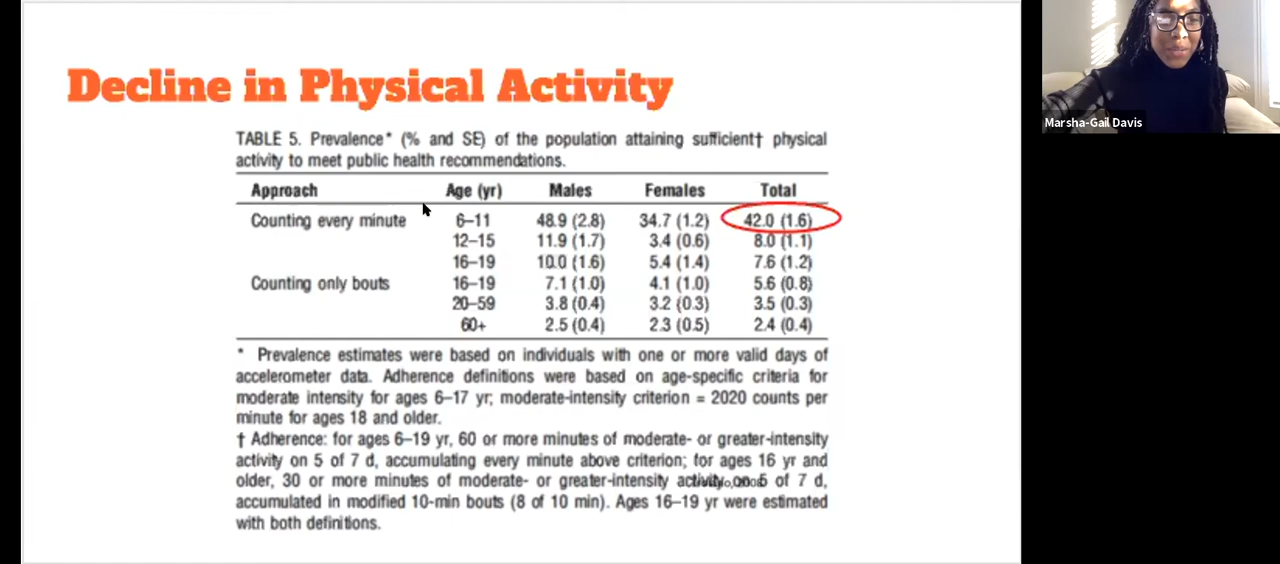 Decline in Physical Activity
TABLE 5. Prevalence* (% and SE) of the population attaining sufficient† physical
activity to meet public health recommendations.
Approach Age (yr) Males Females Total
Counting every minute 6–11 48.9 (2.8) 34.7 (1.2) 42.0 (1.6)
12–15 11.9 (1.7) 3.4 (0.6) 8.0 (1.1)
16–19 10.0 (1.6) 5.4 (1.4) 7.6 (1.2)
Counting only bouts 16–19 7.1 (1.0) 4.1 (1.0) 5.6 (0.8)
20–59 3.8 (0.4) 3.2 (0.3) 3.5 (0.3)
60+ 2.5 (0.4) 2.3 (0.5) 2.4 (0.4)
* Prevalence estimates were based on individuals with one or more valid days of
accelerometer data. Adherence definitions were based on age-specific criteria for
moderate intensity for ages 6–17 yr; moderate-intensity criterion = 2020 counts per
minute for ages 18 and older.
† Adherence: for ages 6–19 yr, 60 or more minutes of moderate- or greater-intensity
activity on 5 of 7 d, accumulating every minute above criterion; for ages 16 yr and
older, 30 or more minutes of moderate- or greater-intensity activity on 5 of 7 d,
accumulated in modified 10-min bouts (8 of 10 min). Ages 16–19 yr were estimated
with both definitions.
Marsha-Gail Davis